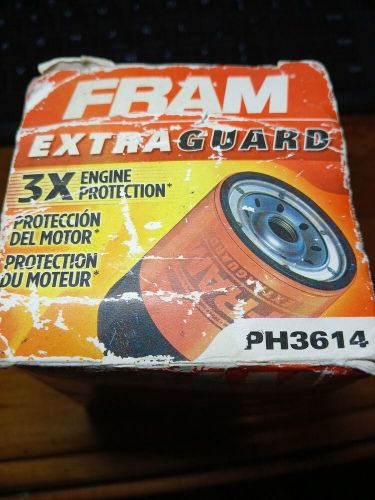 FRAM
EXTRA GUARD
3X ENGINE
PROTECTION*
PROTECCIÓN
DEL MOTOR*
PROTECTION
DU MOTEUR*
PH3614